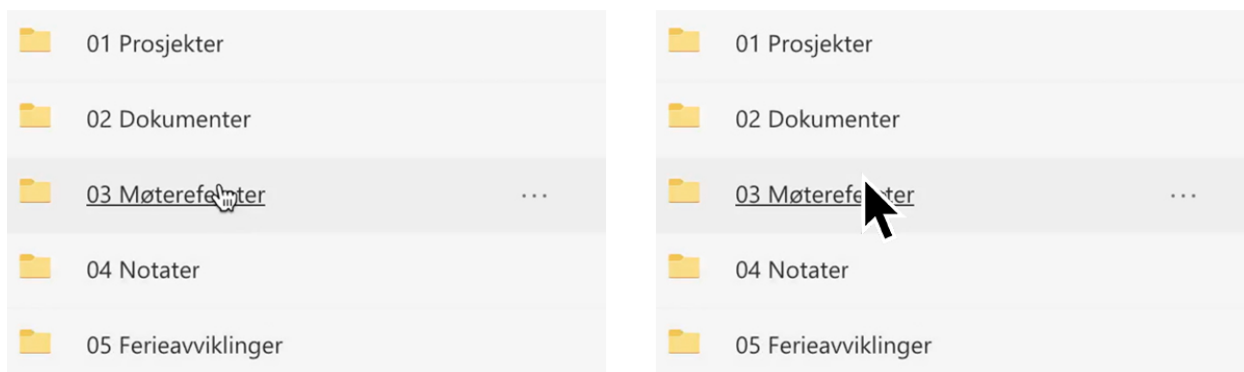 01 Prosjekter
02 Dokumenter
03
04 Notater
05 Ferieavviklinger
01 Prosjekter
02 Dokumenter
03
04 Notater
05 Ferieavviklinger